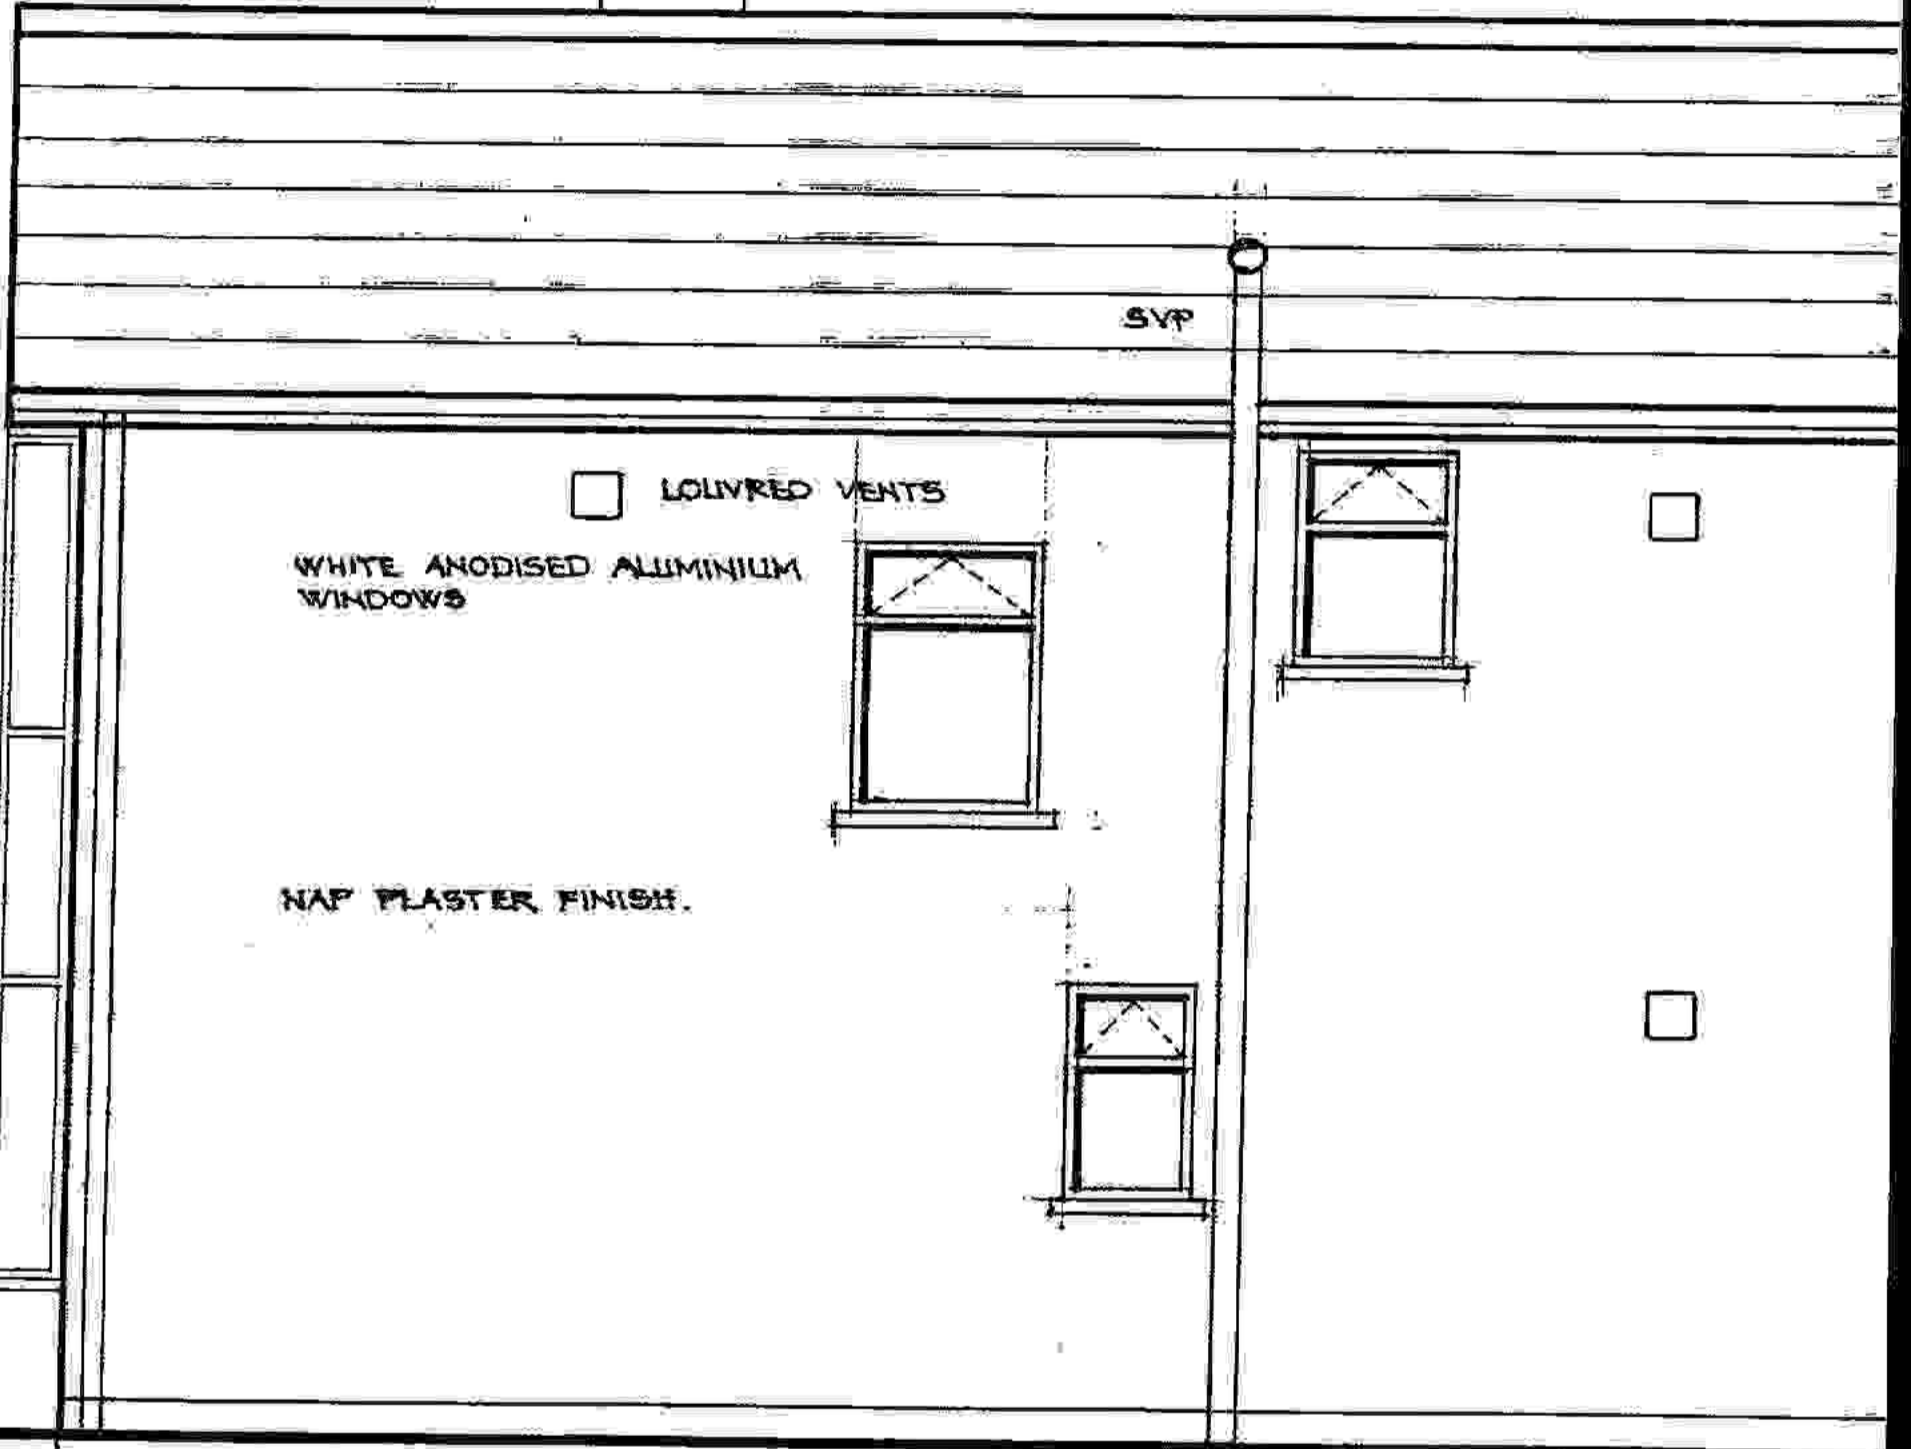 SVP
LOUVRED VENTS
WHITE ANODISED ALUMINIUM
WINDOWS
NAP PLASTER FINISH.